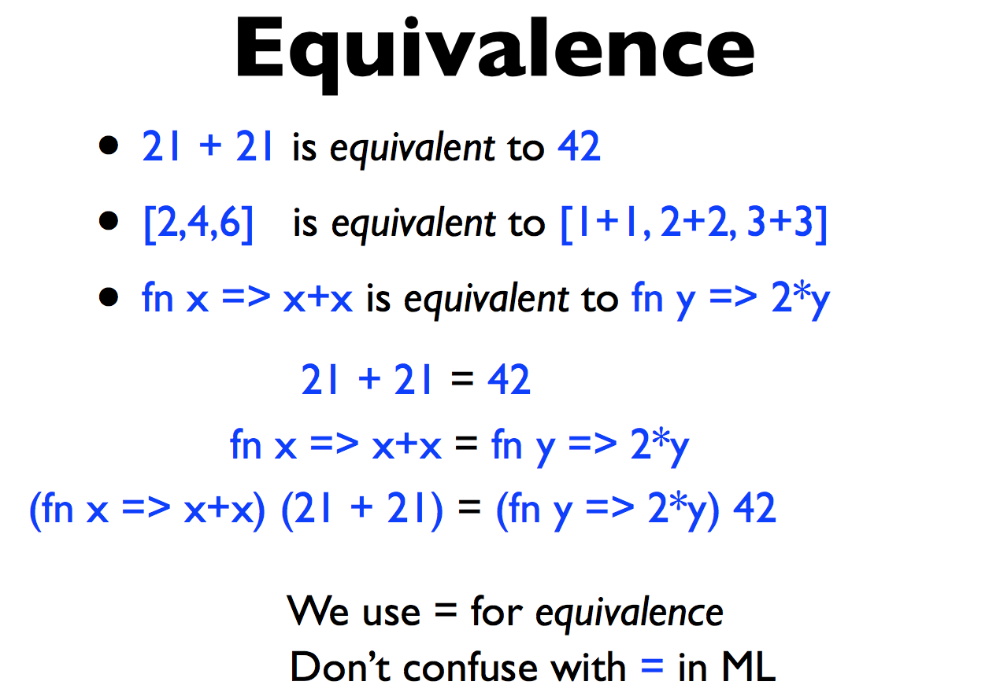 Equivalence
• 21 + 21 is equivalent to 42
• [2,4,6] is equivalent to [1+1, 2+2, 3+3]
• fn x => x+x is equivalent to fn y => 2*y
21 + 21 = 42
fn x => x+x = fn y => 2*y
(fn x => x+x) (21 + 21) = (fn y => 2*y) 42
We use = for equivalence
Don’t confuse with = in ML